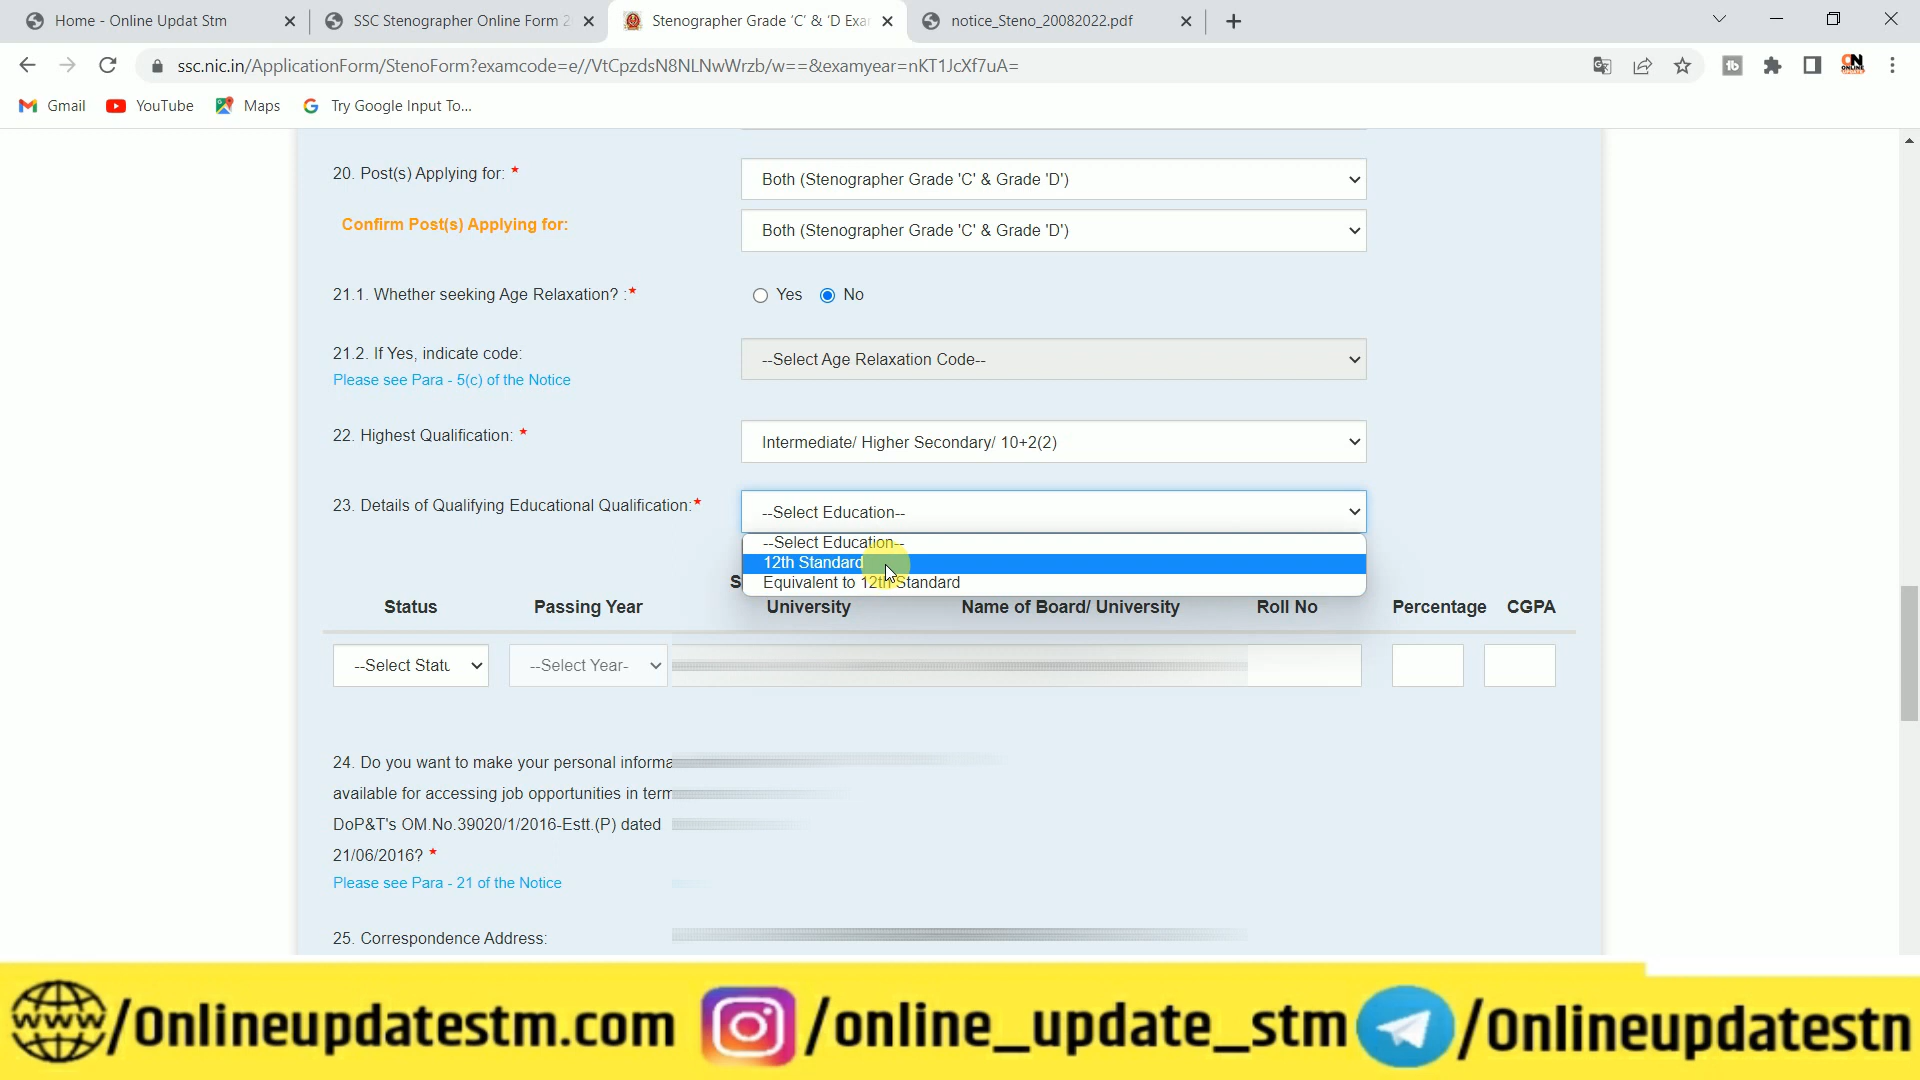 Home - Online Updat Stm
SSC Stenographer Online Form 2
Stenographer Grade ‘C’ & ‘D Exa
notice_Steno_20082022.pdf
ssc.nic.in/ApplicationForm/StenoForm?examcode=e//VtCpzdsN8NLNwWrzb/w==&examyear=nKT1JcXf7uA=
Gmail
YouTube
Maps
Try Google Input To...
20. Post(s) Applying for: *
Both (Stenographer Grade 'C' & Grade 'D')
Confirm Post(s) Applying for:
Both (Stenographer Grade 'C' & Grade 'D')
21.1. Whether seeking Age Relaxation? :*
Yes No
21.2. If Yes, indicate code:
--Select Age Relaxation Code--
Please see Para - 5(c) of the Notice
22. Highest Qualification: *
Intermediate/ Higher Secondary/ 10+2(2)
23. Details of Qualifying Educational Qualification:*
--Select Education--
--Select Education--
12th Standard
Equivalent to 12th Standard
Status Passing Year University Name of Board/ University Roll No Percentage CGPA
--Select Statu --Select Year-
24. Do you want to make your personal informa
available for accessing job opportunities in term
DoP&T's OM.No.39020/1/2016-Estt.(P) dated
21/06/2016? *
Please see Para - 21 of the Notice
25. Correspondence Address:
www/Onlineupdatestm.com /online_update_stm /Onlineupdatestn